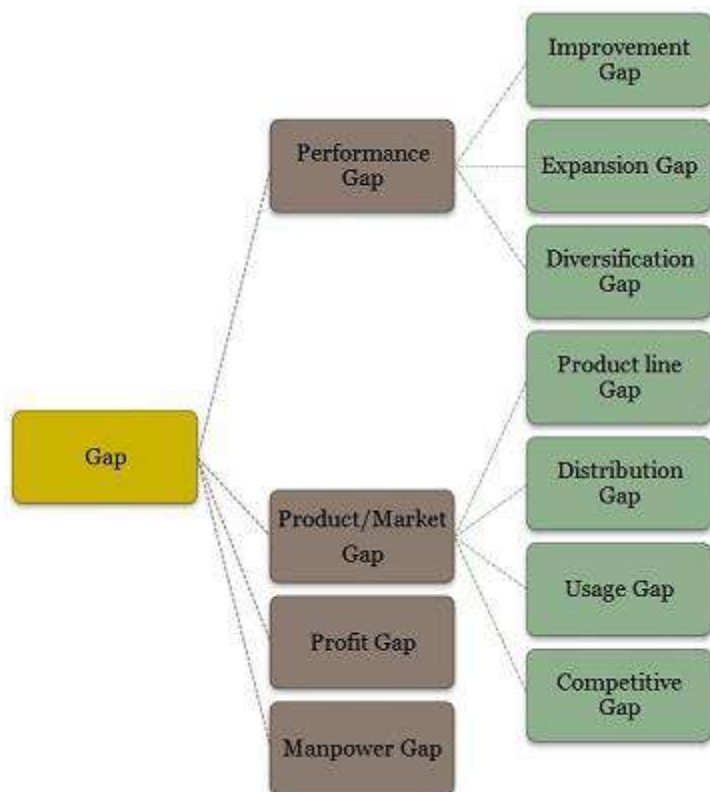 Improvement
Gap
Performance
Gap
Expansion Gap
Diversification
Gap
Product line
Gap
Gap
Distribution
Gap
Product/Market
Gap
Usage Gap
Profit Gap
Competitive
Gap
Manpower Gap